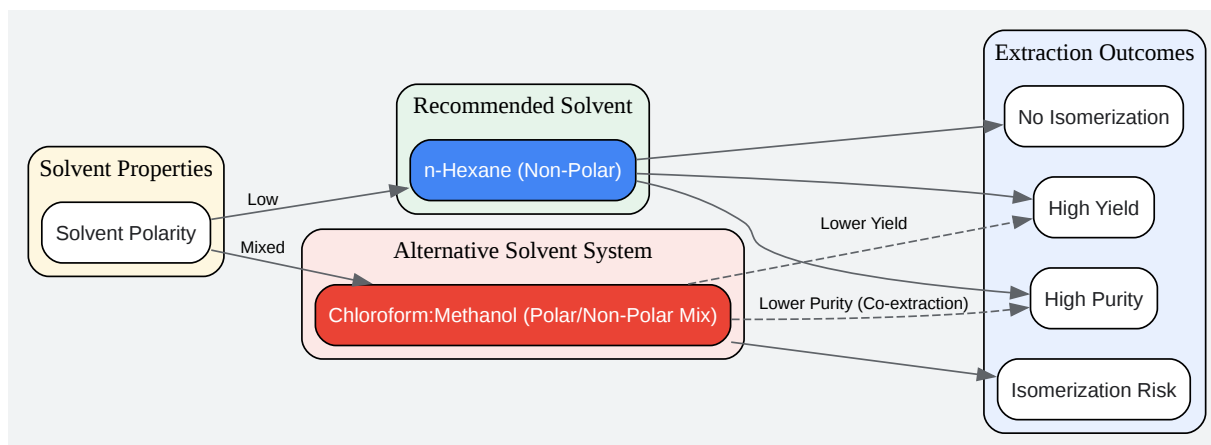 Solvent Properties
Solvent Polarity
Low
Mixed
Recommended Solvent
n-Hexane (Non-Polar)
Alternative Solvent System
Chloroform:Methanol (Polar/Non-Polar Mix)
Lower Yield
Lower Purity (Co-extraction)
Extraction Outcomes
No Isomerization
High Yield
High Purity
Isomerization Risk